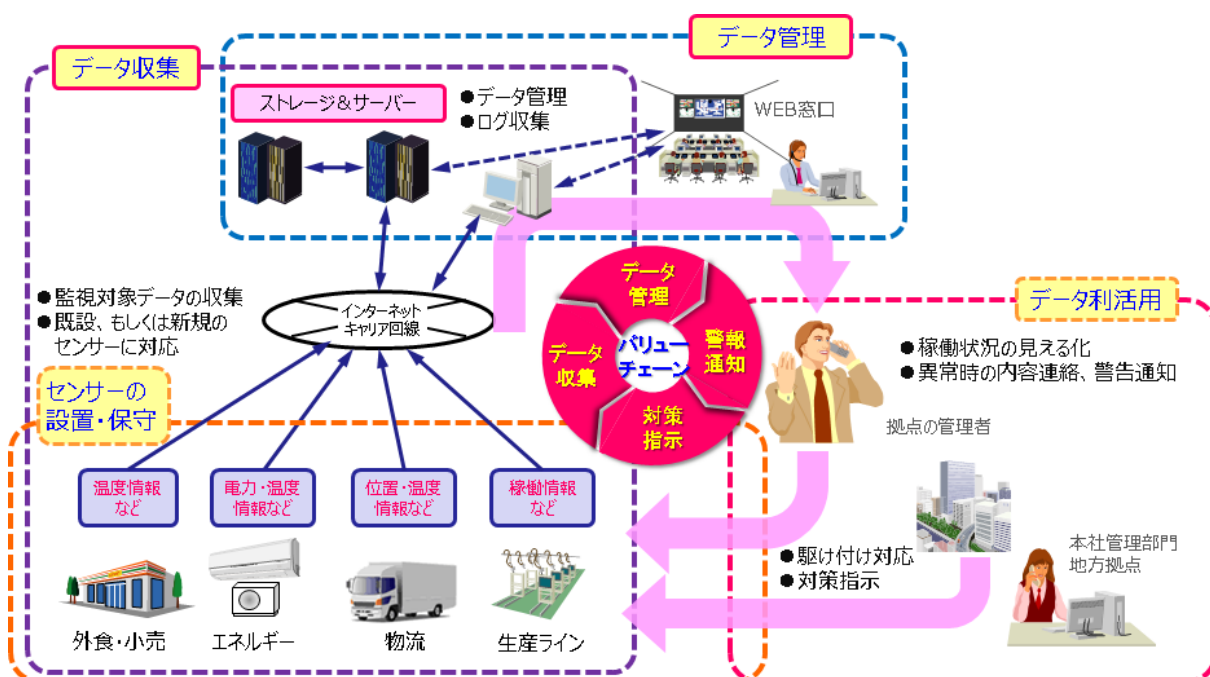 データ管理
データ収集
ストレージ&サーバー
●データ管理
●ログ収集
WEB窓口
●監視対象データの収集
●既設、もしくは新規の
センサーに対応
インターネット
キャリア回線
データ
管理
警報
通知
対策
指示
データ
収集
バリュー
チェーン
データ利活用
●稼働状況の見える化
●異常時の内容連絡、警告通知
拠点の管理者
センサーの
設置・保守
温度情報
など
電力・温度
情報など
位置・温度
情報など
稼働情報
など
外食・小売
エネルギー
物流
生産ライン
●駆け付け対応
●対策指示
本社管理部門
地方拠点